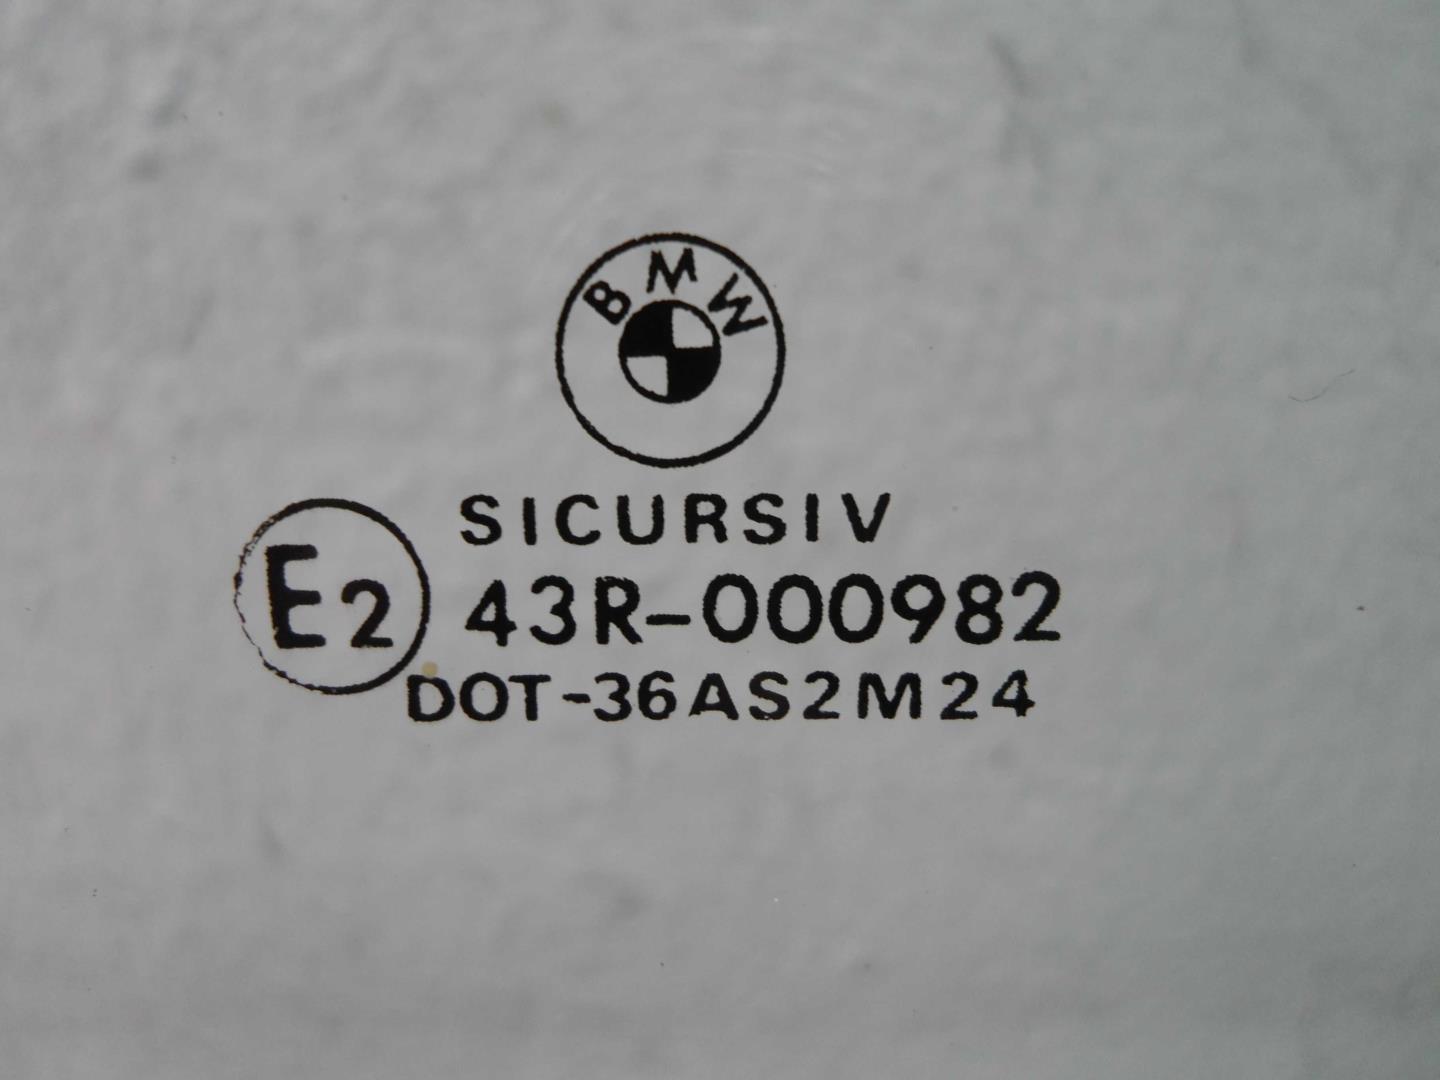 BMW
SICURSIV
E2 43R-000982
DOT-36AS2M24